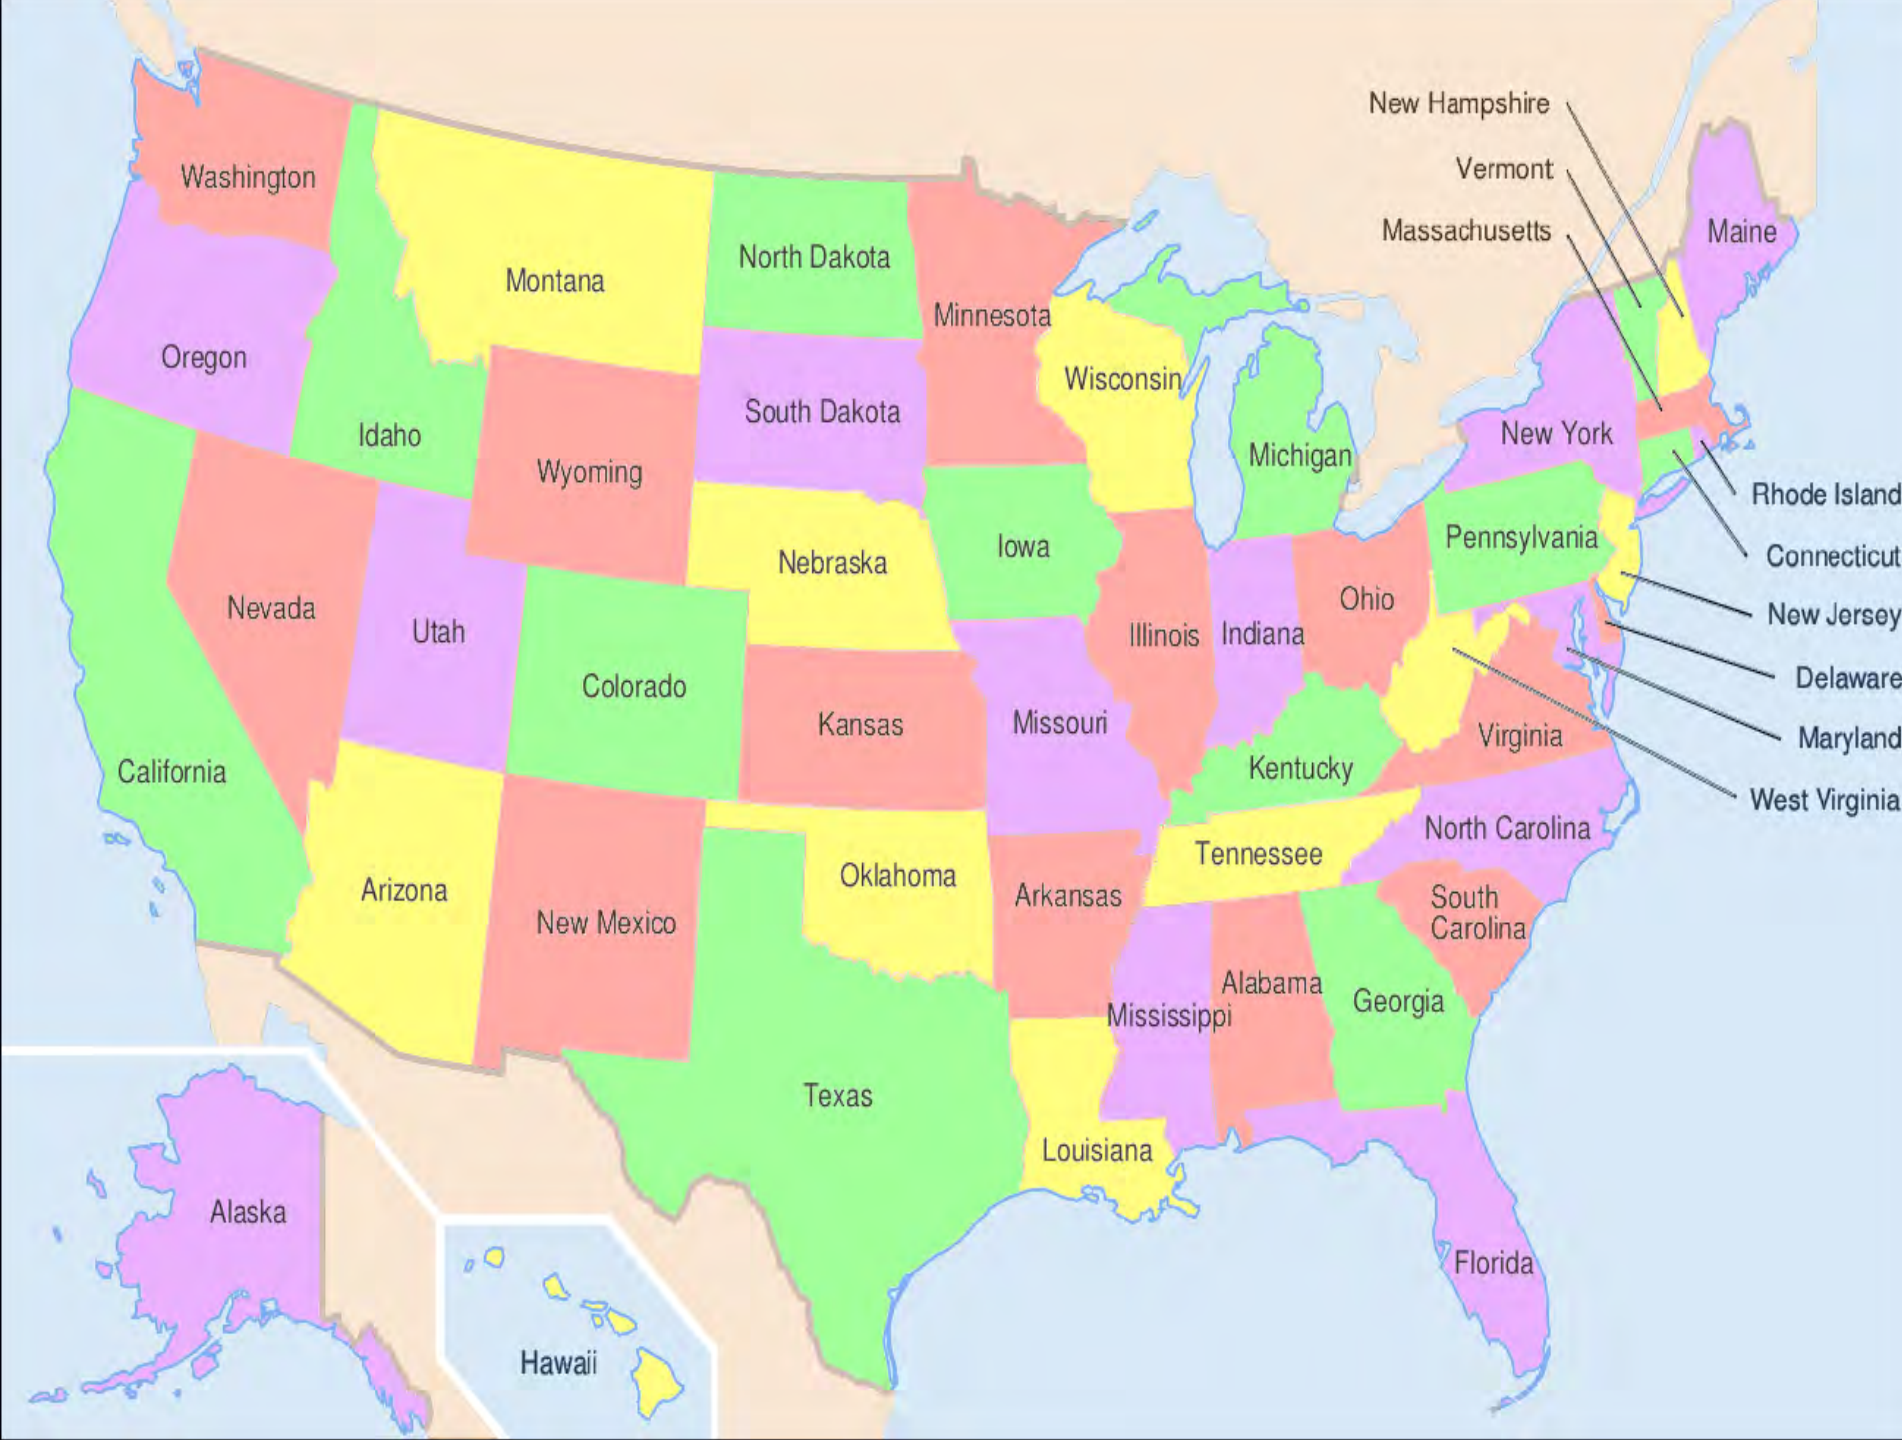 New Hampshire
Vermont
Massachusetts
Maine
Washington
Montana
North Dakota
Minnesota
Oregon
Idaho
Wyoming
South Dakota
Wisconsin
Michigan
New York
Rhode Island
Connecticut
New Jersey
Delaware
Maryland
West Virginia
Nebraska
Iowa
Pennsylvania
Nevada
Utah
Colorado
Kansas
Missouri
Illinois
Indiana
Ohio
Kentucky
Virginia
California
Arizona
New Mexico
Oklahoma
Arkansas
Tennessee
North Carolina
South
Carolina
Mississippi
Alabama
Georgia
Texas
Louisiana
Florida
Alaska
Hawaii